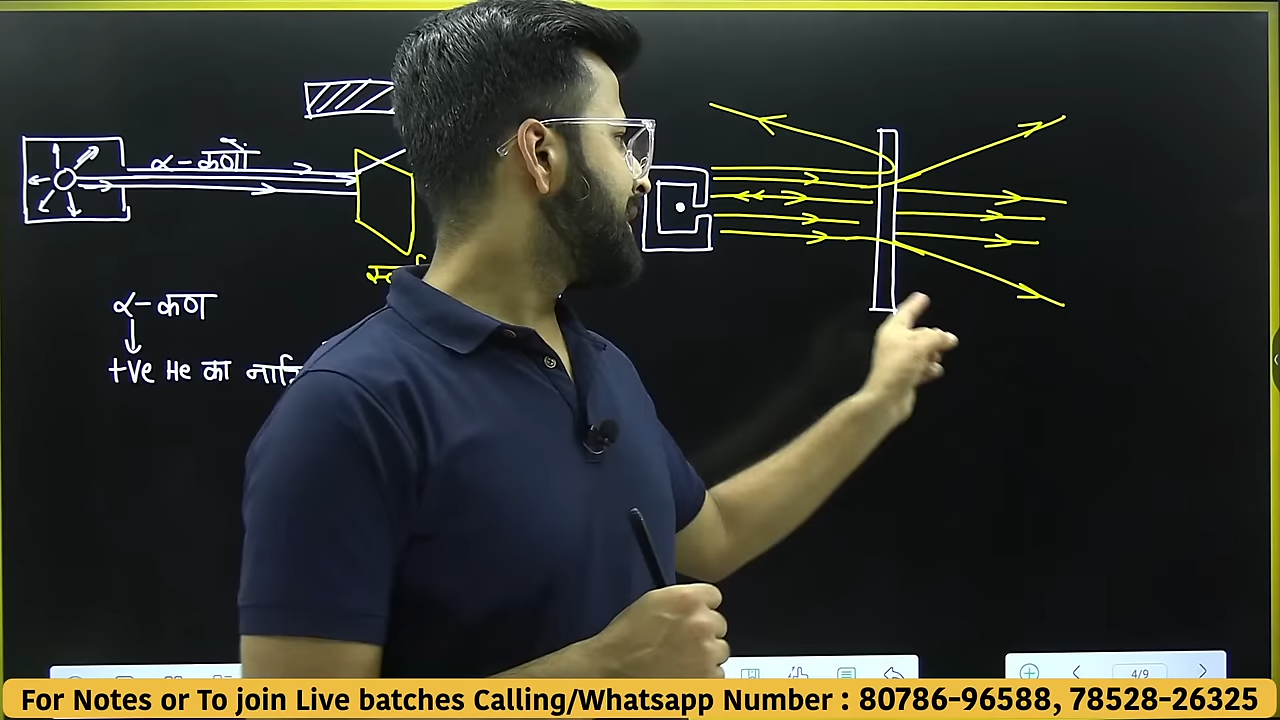 α-कणों
α-कण
+ve He का
4/9
For Notes or To join Live batches Calling/Whatsapp Number : 80786-96588, 78528-26325